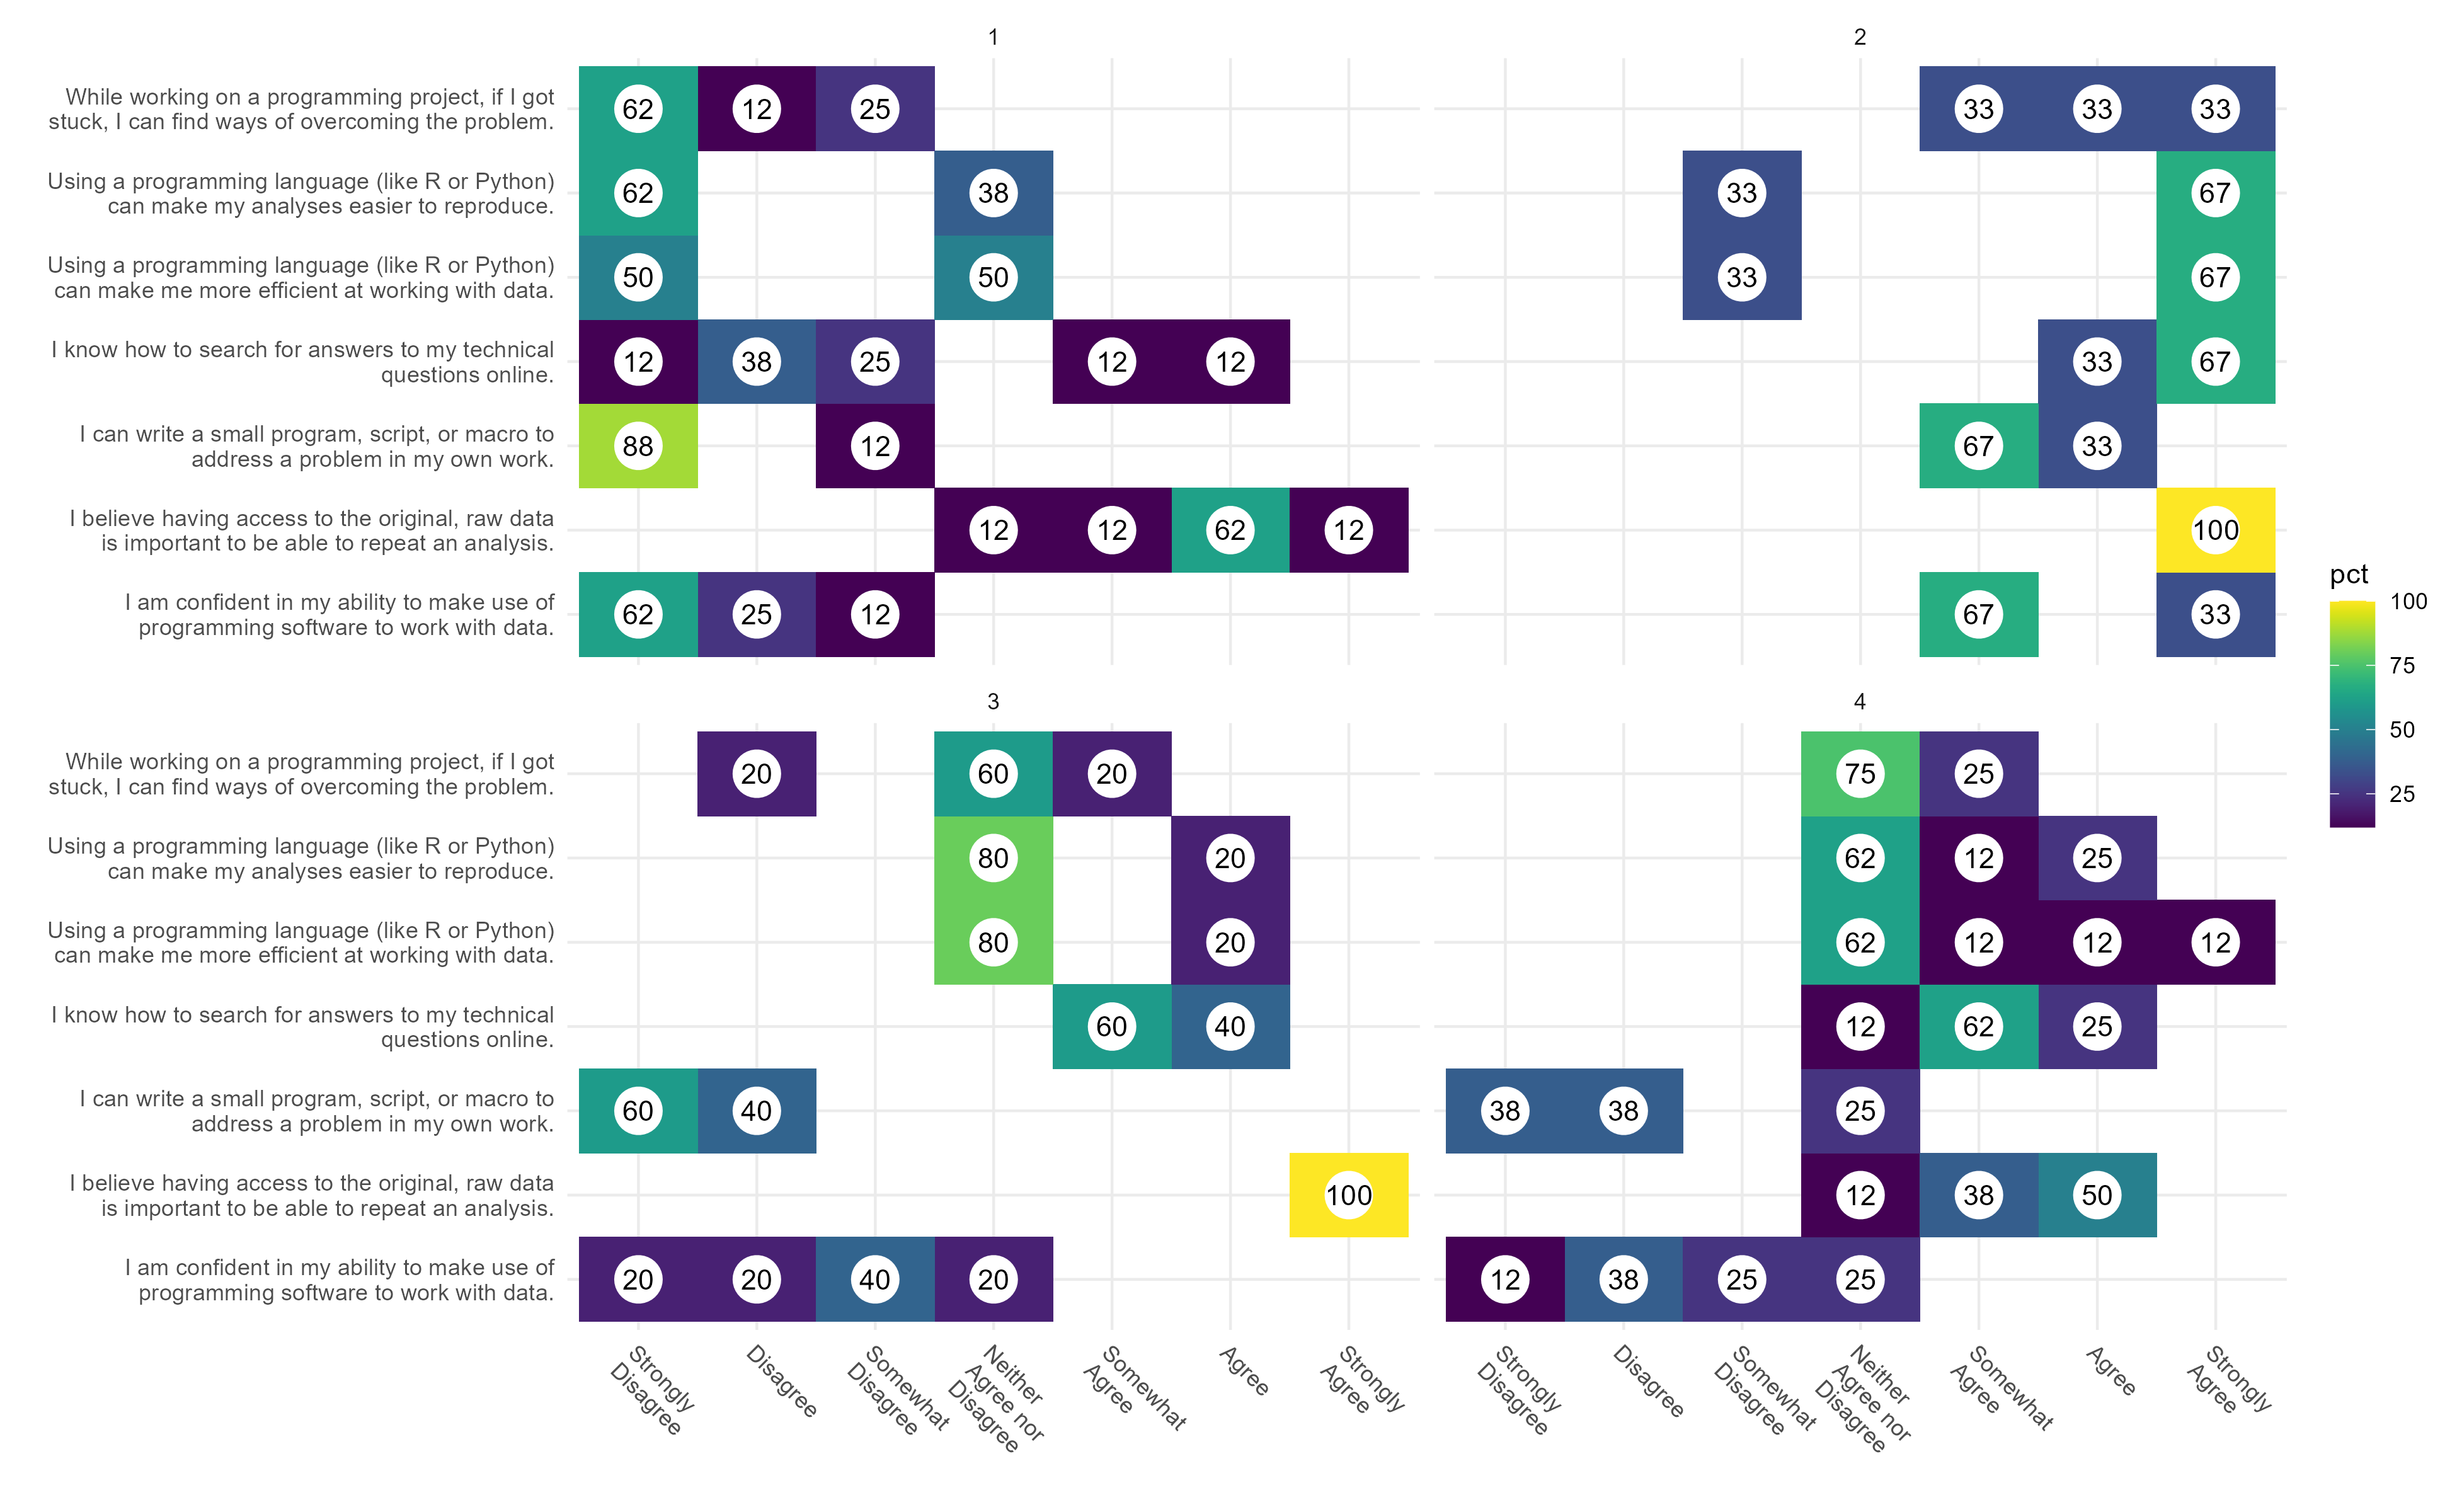 1
2
While working on a programming project, if I got
stuck, I can find ways of overcoming the problem.
62 12 25
33 33 33
Using a programming language (like R or Python)
can make my analyses easier to reproduce.
62 38
33 67
Using a programming language (like R or Python)
can make me more efficient at working with data.
50 50
33 67
I know how to search for answers to my technical
questions online.
12 38 25 12 12
33 67
I can write a small program, script, or macro to
address a problem in my own work.
88 12
67 33
I believe having access to the original, raw data
is important to be able to repeat an analysis.
12 12 62 12
100
I am confident in my ability to make use of
programming software to work with data.
62 25 12
67 33
3
4
While working on a programming project, if I got
stuck, I can find ways of overcoming the problem.
20 60 20
75 25
Using a programming language (like R or Python)
can make my analyses easier to reproduce.
80 20
62 12 25
Using a programming language (like R or Python)
can make me more efficient at working with data.
80 20
62 12 12 12
I know how to search for answers to my technical
questions online.
60 40
12 62 25
I can write a small program, script, or macro to
address a problem in my own work.
60 40
38 38 25
I believe having access to the original, raw data
is important to be able to repeat an analysis.
100
12 38 50
I am confident in my ability to make use of
programming software to work with data.
20 20 40 20
12 38 25 25
Strongly
Disagree
Disagree
Somewhat
Disagree
Neither
Agree nor
Disagree
Somewhat
Agree
Agree
Strongly
Agree
Strongly
Disagree
Disagree
Somewhat
Disagree
Neither
Agree nor
Disagree
Somewhat
Agree
Agree
Strongly
Agree
pct
100
75
50
25